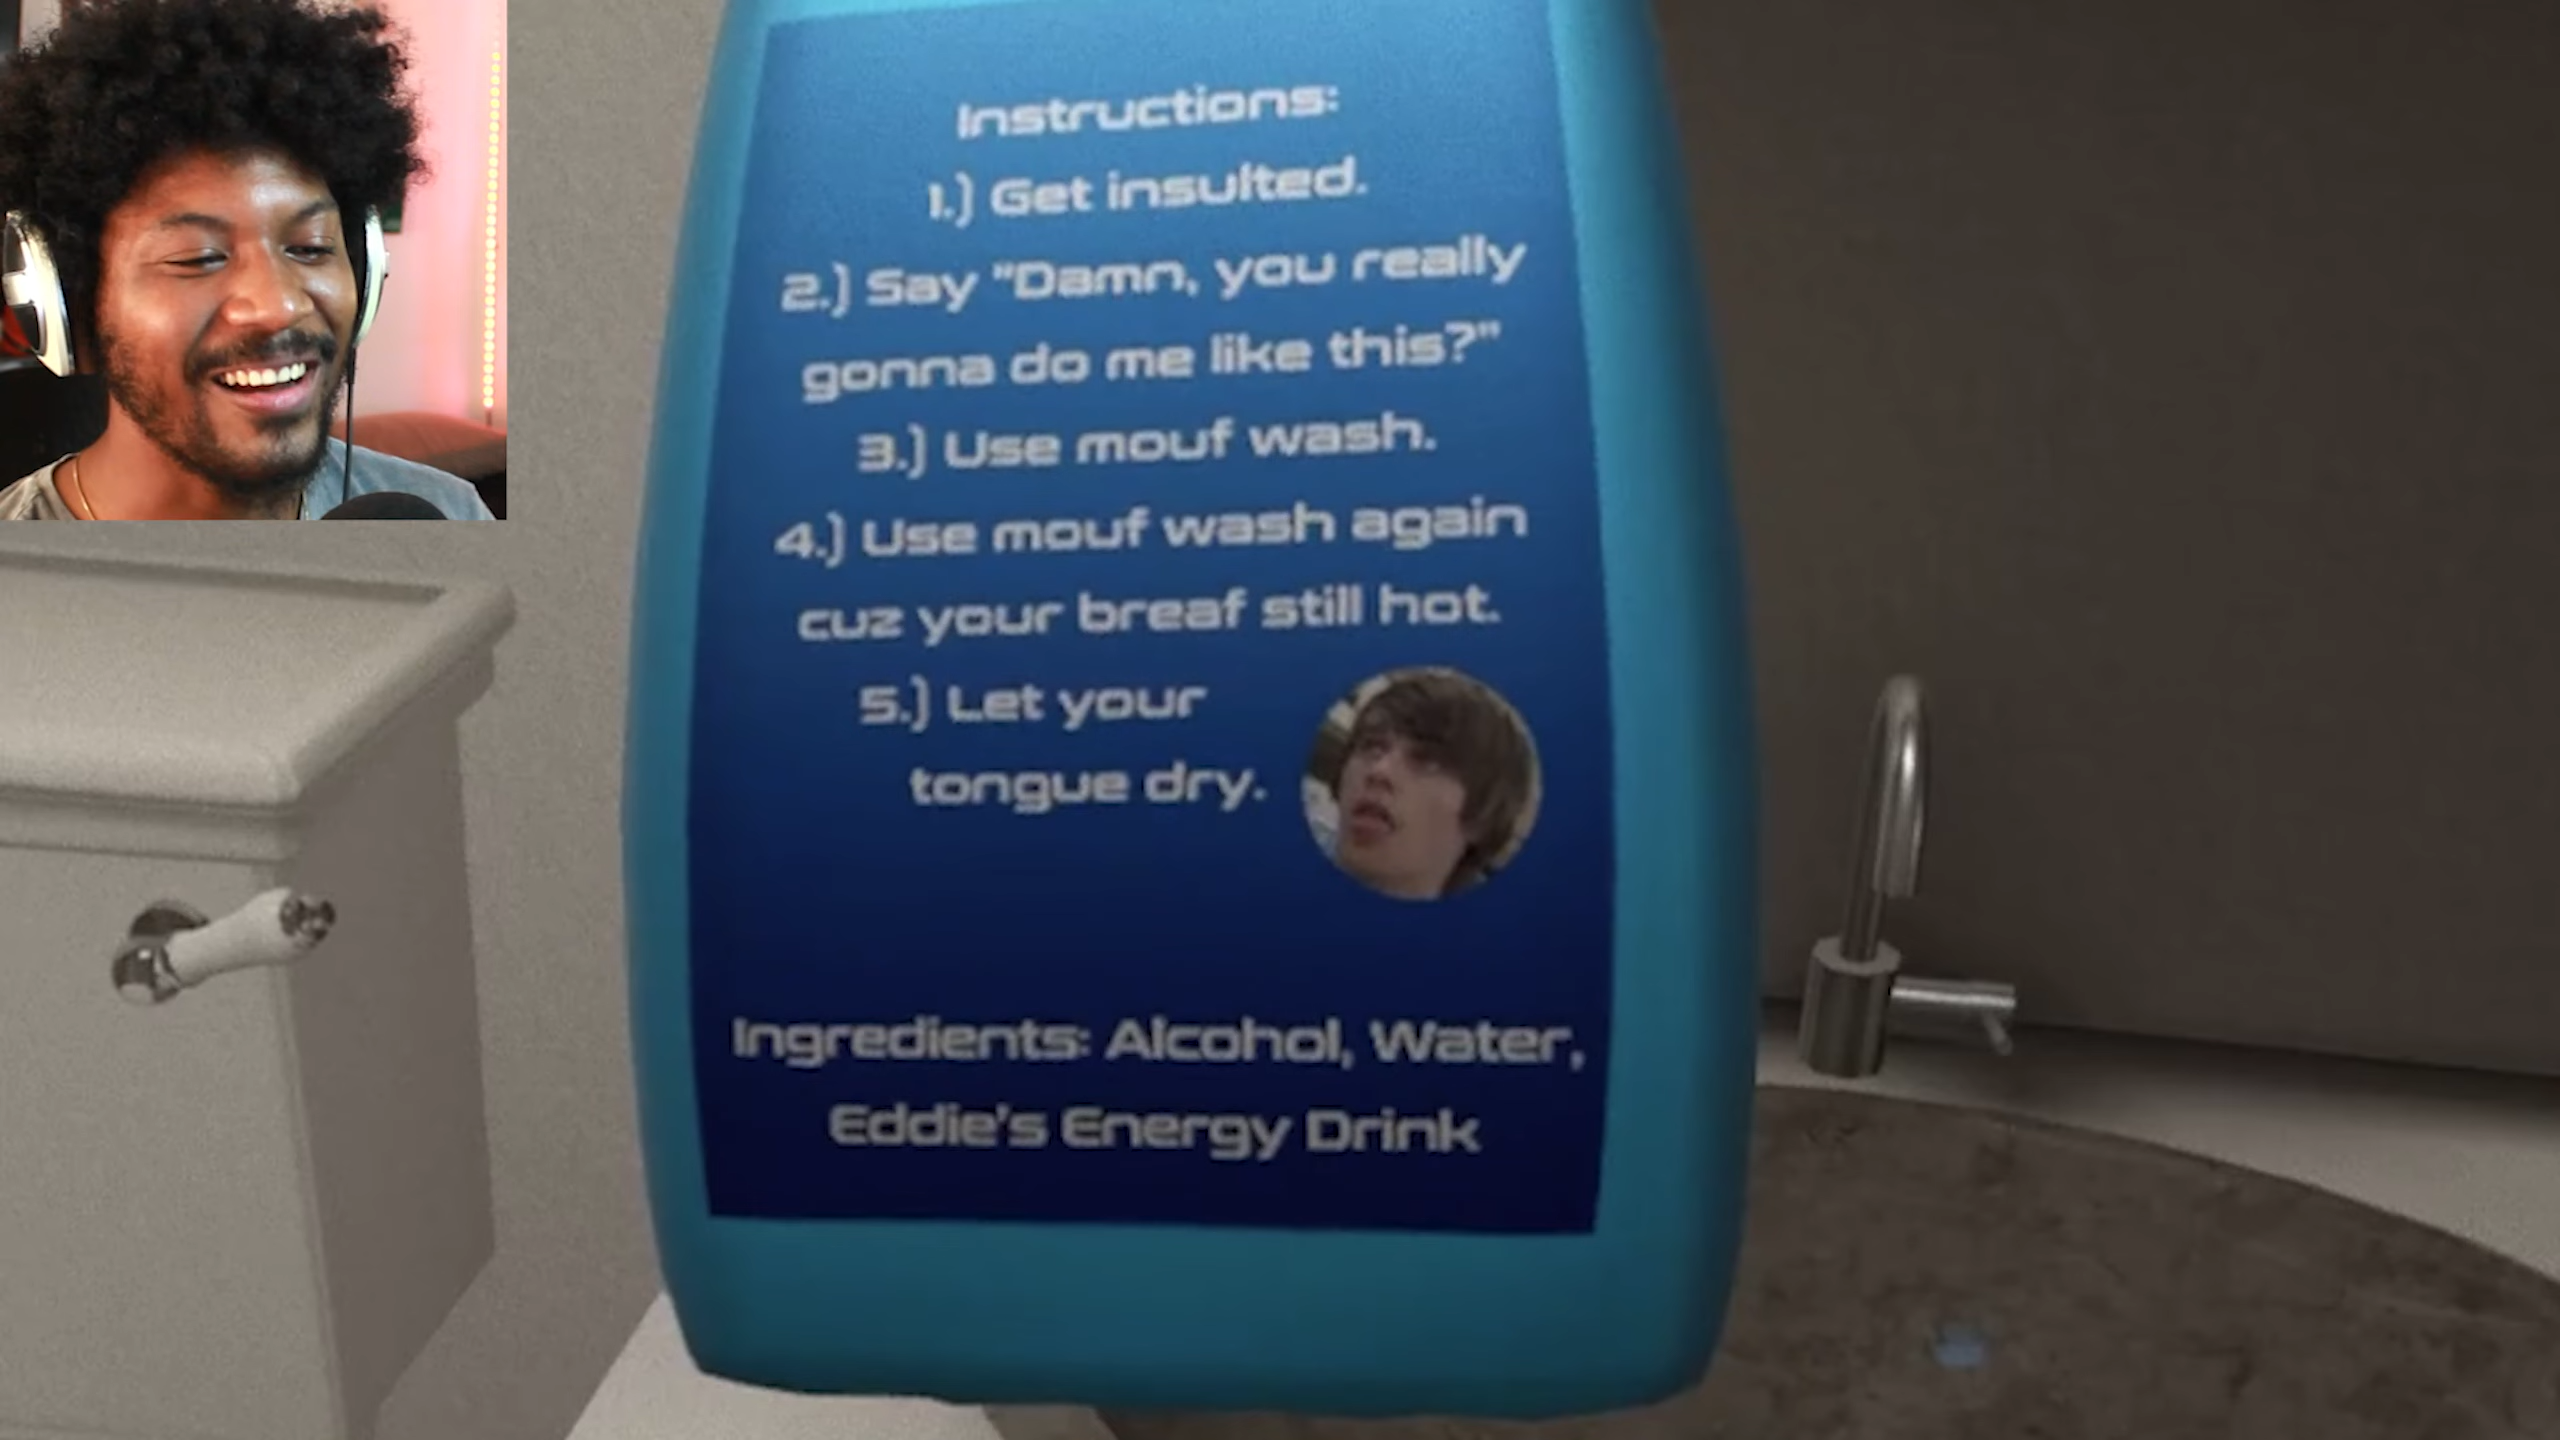 Instructions:
1.) Get insulted.
2.) Say "Damn, you really
gonna do me like this?"
3.) Use mouf wash.
4.) Use mouf wash again
cuz your breaf still hot.
5.) Let your
tongue dry.
Ingredients: Alcohol, Water,
Eddie's Energy Drink